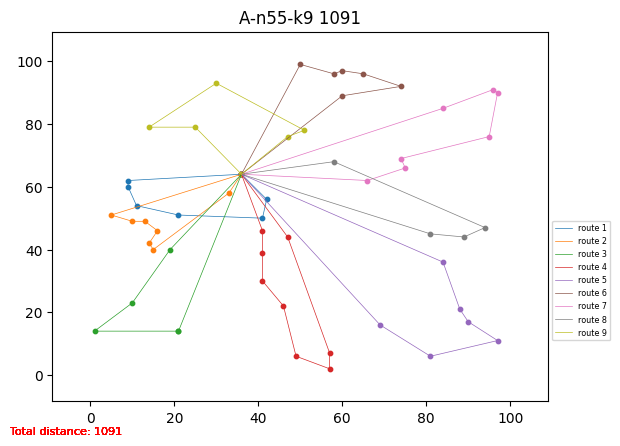 A-n55-k9 1091
100
80
60
40
20
0
0 20 40 60 80 100
route 1
route 2
route 3
route 4
route 5
route 6
route 7
route 8
route 9
Total distance: 1091